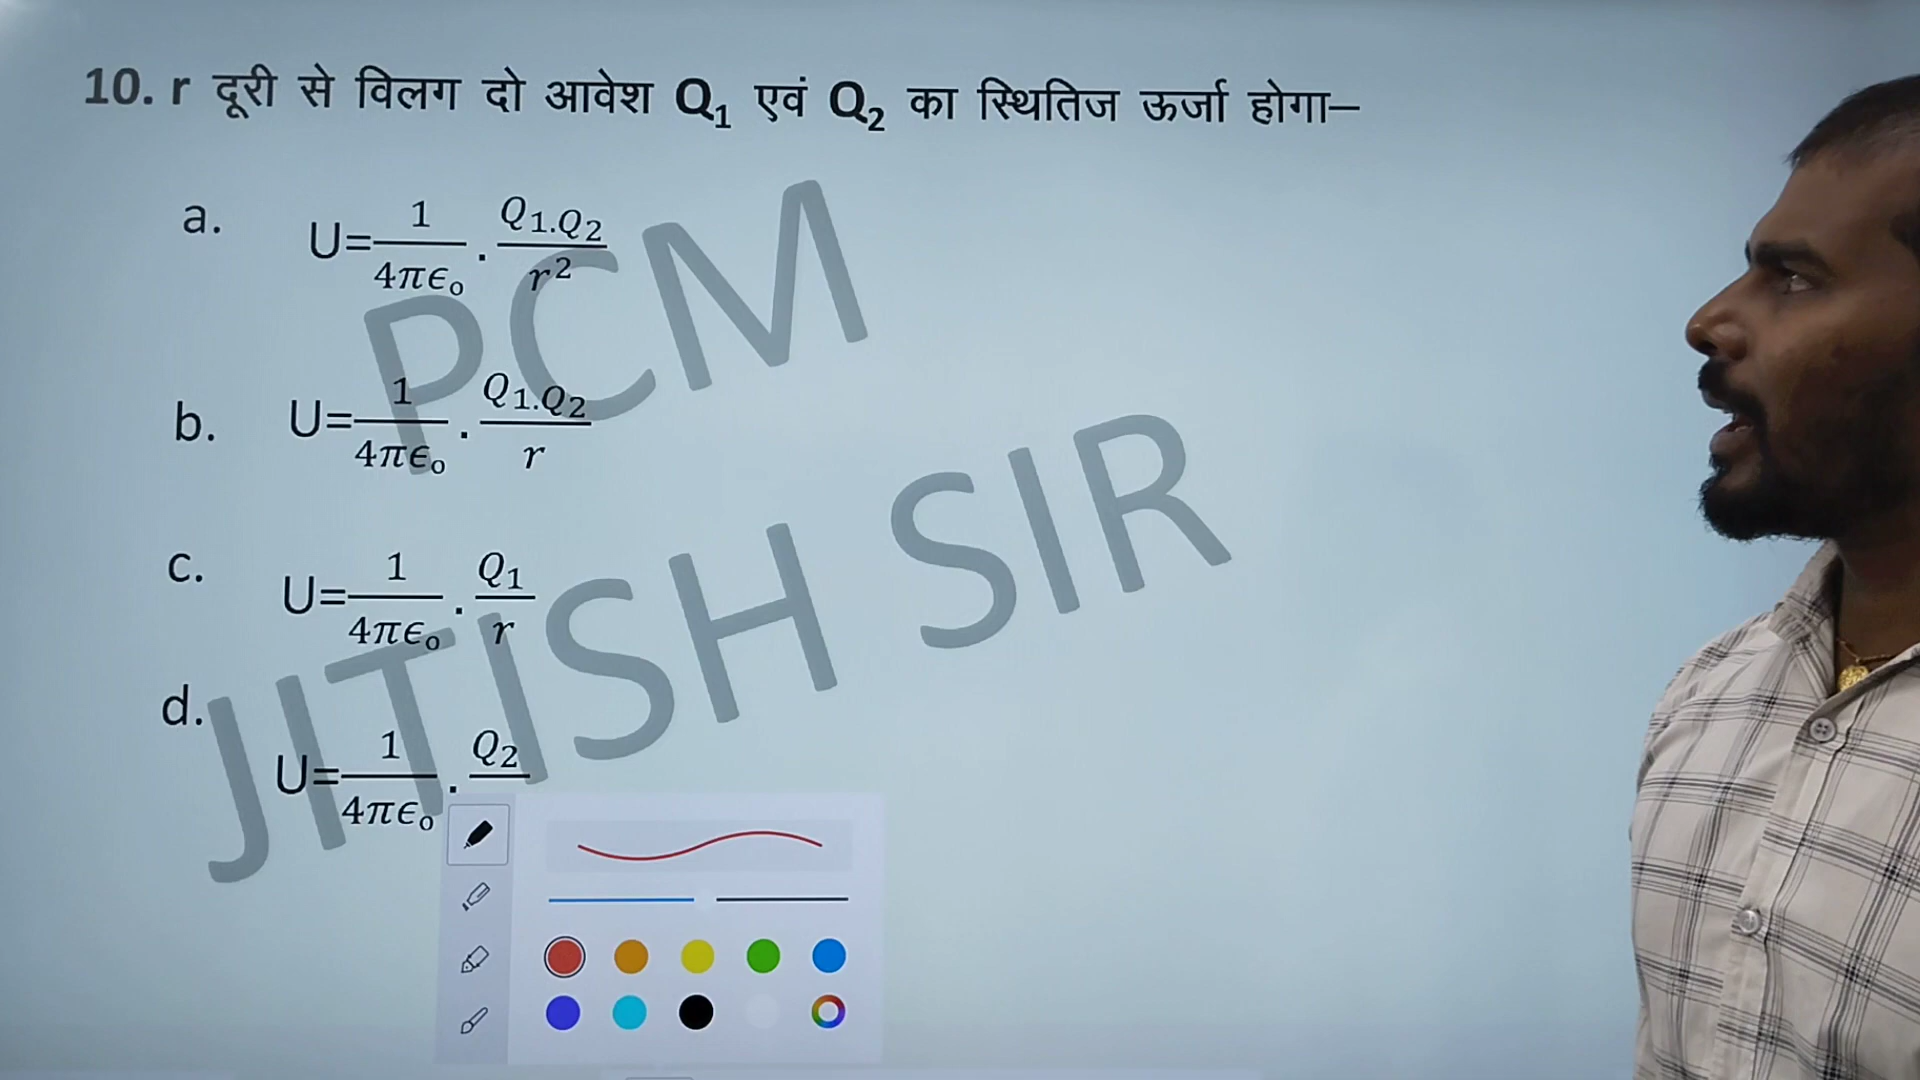 10. r दूरी से विलग दो आवेश Q₁ एवं Q₂ का स्थितिज ऊर्जा होगा–
a. U=1/4πϵ₀ . Q₁.Q₂/r²
b. U=1/4πϵ₀ . Q₁.Q₂/r
c. U=1/4πϵ₀ . Q₁/r
d. U=1/4πϵ₀ . Q₂
PCM
JITISH SIR